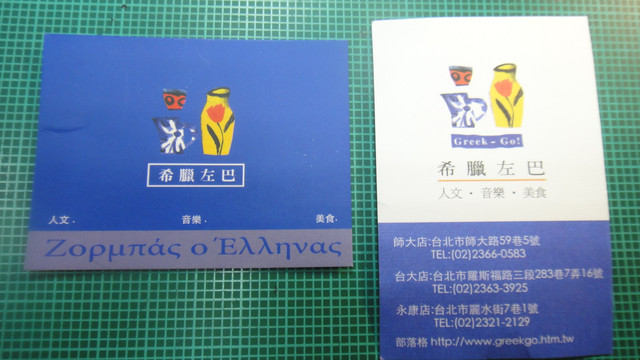 希臘左巴
人文．
音樂．
美食．
Ζορμπάς ο Έλληνας
Greek-Go!
希臘左巴
人文・音樂・美食
師大店:台北市師大路59巷5號
TEL:(02)2366-0583
台大店:台北市羅斯福路三段283巷7弄16號
TEL:(02)2363-3925
永康店:台北市麗水街7巷1號
TEL:(02)2321-2129
部落格 http://www.greekgo.htm.tw